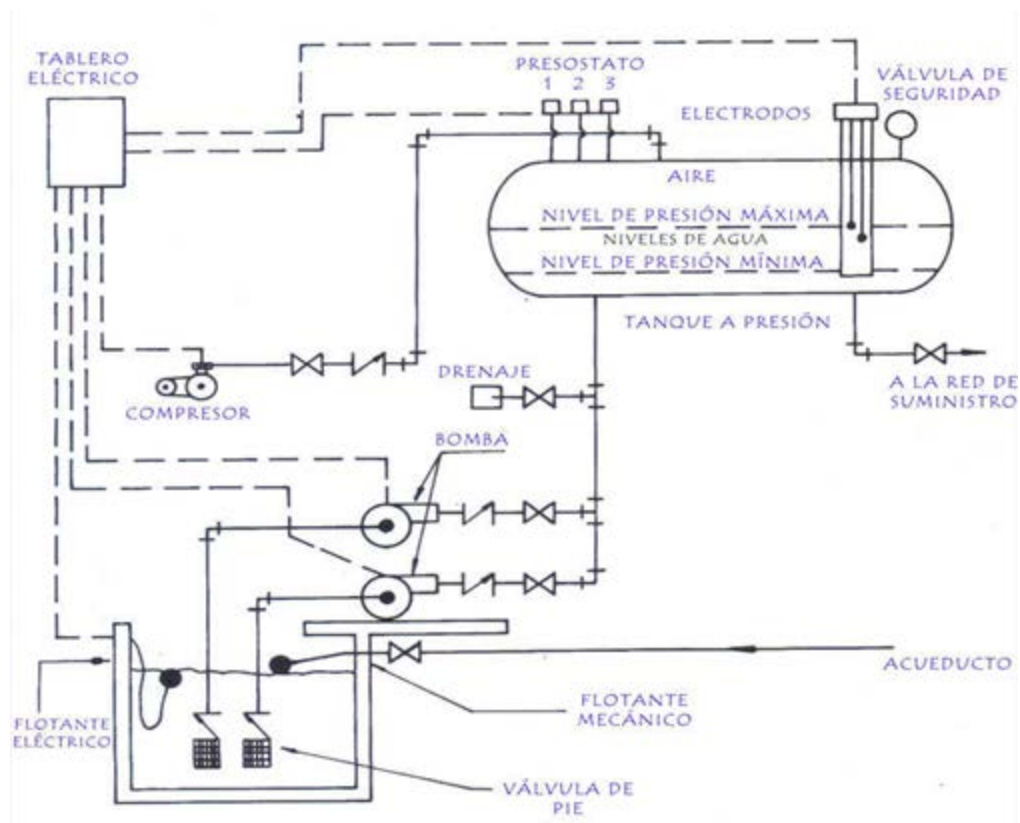 TABLERO
ELÉCTRICO
PRESOSTATO
1 2 3
ELECTRODOS
VÁLVULA DE
SEGURIDAD
AIRE
NIVEL DE PRESIÓN MÁXIMA
NIVELES DE AGUA
NIVEL DE PRESIÓN MÍNIMA
TANQUE A PRESIÓN
DRENAJE
A LA RED DE
SUMINISTRO
COMPRESOR
BOMBA
ACUEDUCTO
FLOTANTE
ELÉCTRICO
FLOTANTE
MECÁNICO
VÁLVULA DE
PIE